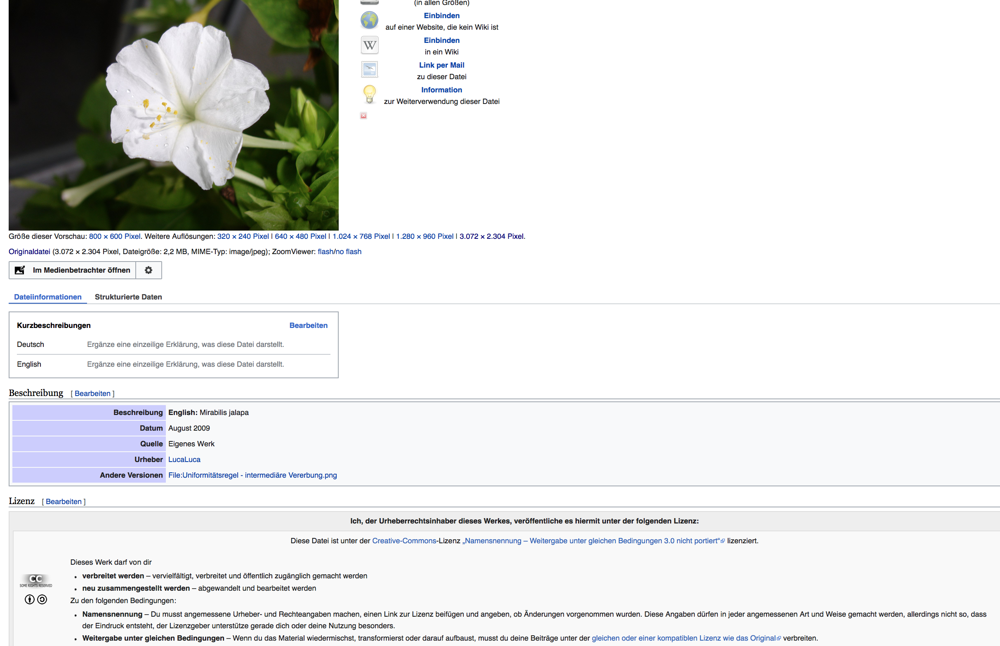 (in allen Größen)
Einbinden
auf einer Website, die kein Wiki ist
W
Einbinden
in ein Wiki
Link per Mail
zu dieser Datei
Information
zur Weiterverwendung dieser Datei
Größe dieser Vorschau: 800 × 600 Pixel. Weitere Auflösungen: 320 × 240 Pixel | 640 × 480 Pixel | 1.024 × 768 Pixel | 1.280 × 960 Pixel | 3.072 × 2.304 Pixel.
Originaldatei (3.072 × 2.304 Pixel, Dateigröße: 2,2 MB, MIME-Typ: image/jpeg); ZoomViewer: flash/no flash
Im Medienbetrachter öffnen
Dateiinformationen Strukturierte Daten
Kurzbeschreibungen Bearbeiten
Deutsch Ergänze eine einzeilige Erklärung, was diese Datei darstellt.
English Ergänze eine einzeilige Erklärung, was diese Datei darstellt.
Beschreibung [ Bearbeiten ]
Beschreibung English: Mirabilis jalapa
Datum August 2009
Quelle Eigenes Werk
Urheber LucaLuca
Andere Versionen File:Uniformitätsregel - intermediäre Vererbung.png
Lizenz [ Bearbeiten ]
Ich, der Urheberrechtsinhaber dieses Werkes, veröffentliche es hiermit unter der folgenden Lizenz:
Diese Datei ist unter der Creative-Commons-Lizenz „Namensnennung – Weitergabe unter gleichen Bedingungen 3.0 nicht portiert“ lizenziert.
Dieses Werk darf von dir
• verbreitet werden – vervielfältigt, verbreitet und öffentlich zugänglich gemacht werden
CC
SOME RIGHTS RESERVED
• neu zusammengestellt werden – abgewandelt und bearbeitet werden
Zu den folgenden Bedingungen:
• Namensnennung – Du musst angemessene Urheber- und Rechteangaben machen, einen Link zur Lizenz beifügen und angeben, ob Änderungen vorgenommen wurden. Diese Angaben dürfen in jeder angemessenen Art und Weise gemacht werden, allerdings nicht so, dass
der Eindruck entsteht, der Lizenzgeber unterstütze gerade dich oder deine Nutzung besonders.
• Weitergabe unter gleichen Bedingungen – Wenn du das Material wiedermischst, transformierst oder darauf aufbaust, musst du deine Beiträge unter der gleichen oder einer kompatiblen Lizenz wie das Original verbreiten.